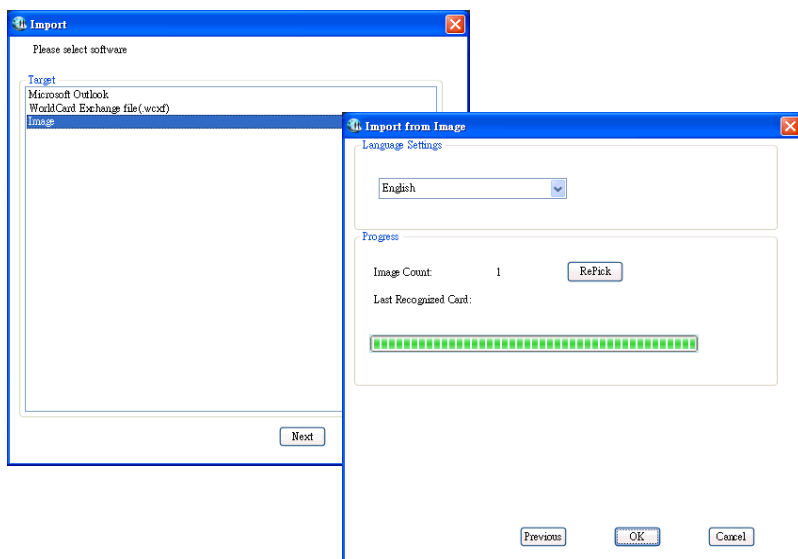 Import
Please select software
Target
Microsoft Outlook
WorldCard Exchange file(.wcxf)
Image
Next
Import from Image
Language Settings
English
Progress
Image Count: 1 RePick
Last Recognized Card:
Previous OK Cancel